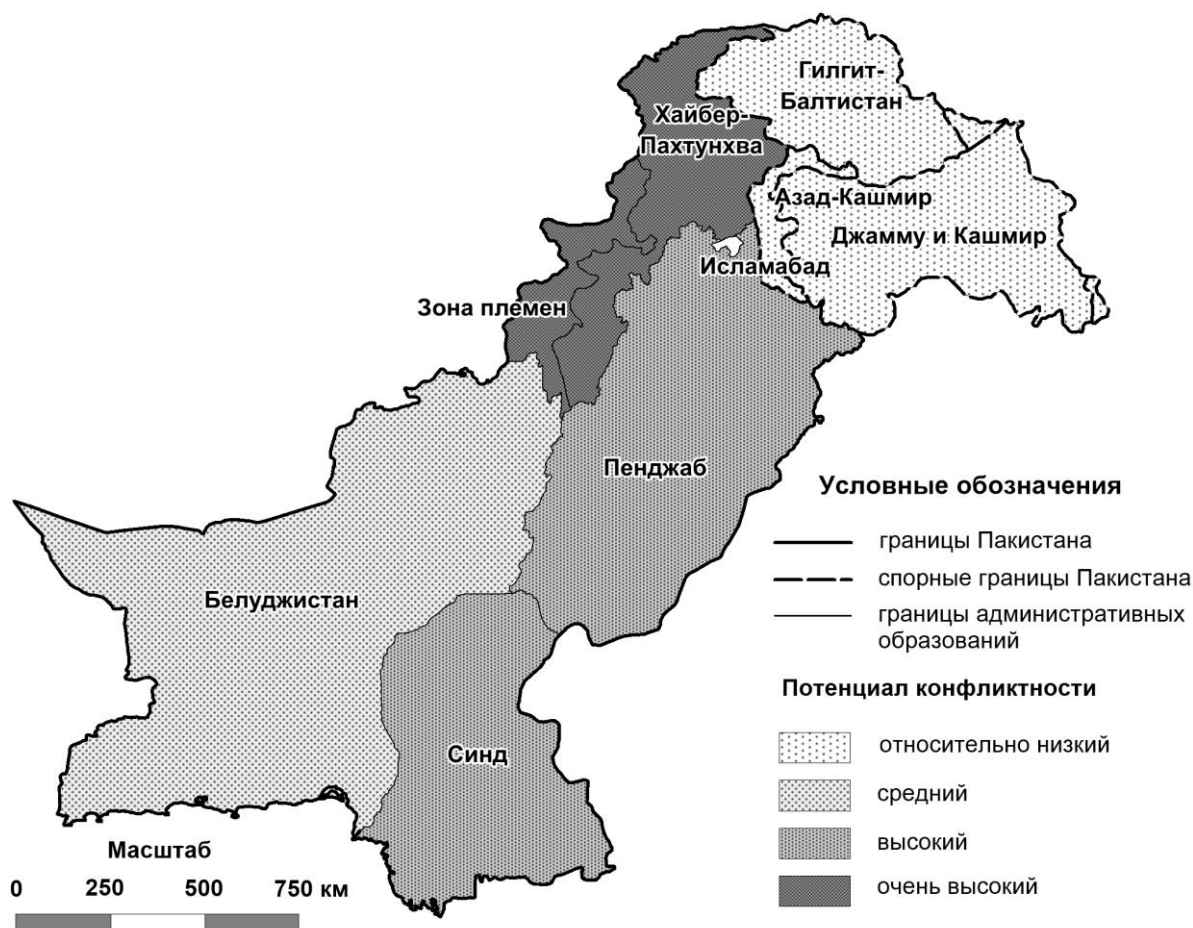 Гилгит-
Балтистан
Хайбер-
Пахтунхва
Азад-Кашмир
Джамму и Кашмир
Исламабад
Зона племен
Пенджаб
Белуджистан
Синд
Условные обозначения
границы Пакистана
спорные границы Пакистана
границы административных
образований
Потенциал конфликтности
относительно низкий
средний
высокий
очень высокий
Масштаб
0 250 500 750 км